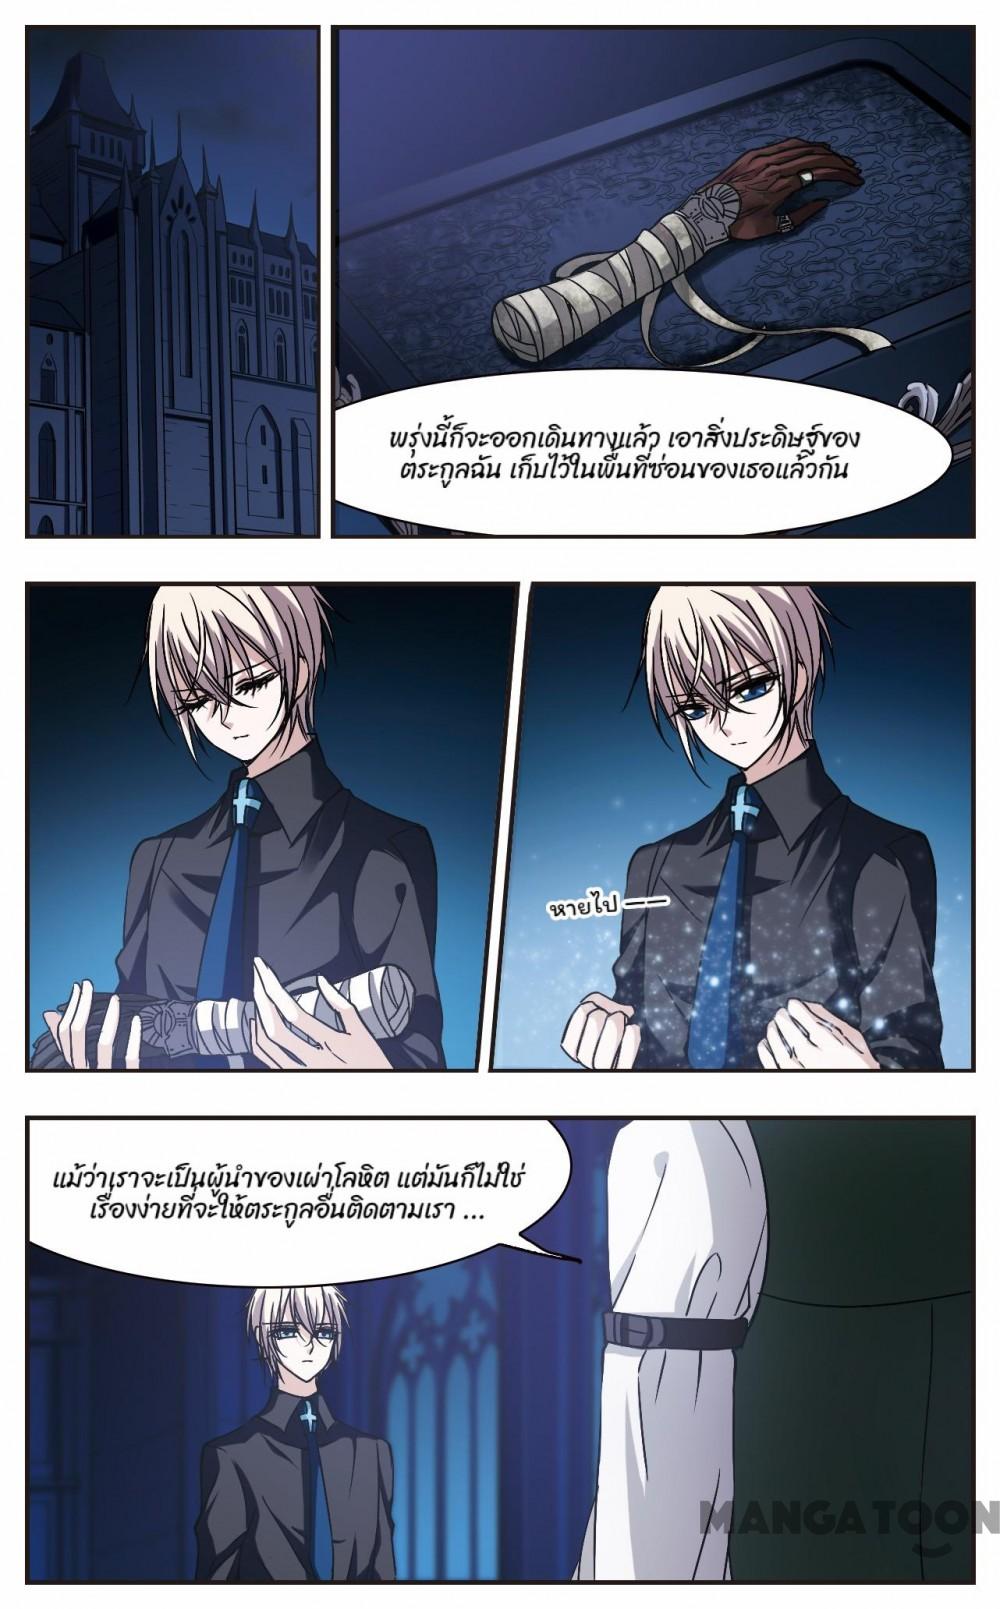 พรุ่งนี้ก็จะออกเดินทางแล้ว เอาสิ่งประดิษฐ์ของ
ตระกูลฉัน เก็บไว้ในพื้นที่ซ่อนของเธอแล้วกัน
หายไป ——
แม้ว่าเราจะเป็นผู้นำของเผ่าโลหิต แต่มันก็ไม่ใช่
เรื่องง่ายที่จะให้ตระกูลอื่นติดตามเรา ...
MANGATOON